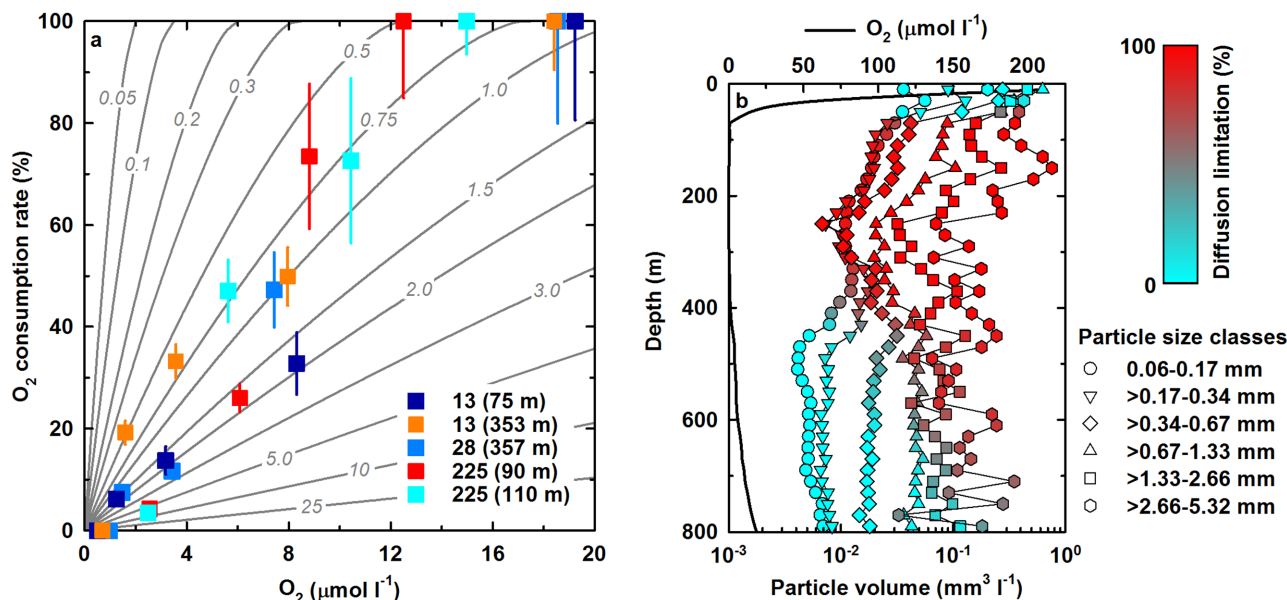 a
O₂ consumption rate (%)
100
80
60
40
20
0
0 4 8 12 16 20
O₂ (µmol l⁻¹)
0.05
0.1
0.2
0.3
0.5
0.75
1.0
1.5
2.0
3.0
5.0
10
25
13 (75 m)
13 (353 m)
28 (357 m)
225 (90 m)
225 (110 m)
O₂ (µmol l⁻¹)
0 50 100 150 200
b
Depth (m)
0
200
400
600
800
10⁻³ 10⁻² 10⁻¹ 10⁰
Particle volume (mm³ l⁻¹)
100
0
Diffusion limitation (%)
Particle size classes
0.06-0.17 mm
>0.17-0.34 mm
>0.34-0.67 mm
>0.67-1.33 mm
>1.33-2.66 mm
>2.66-5.32 mm